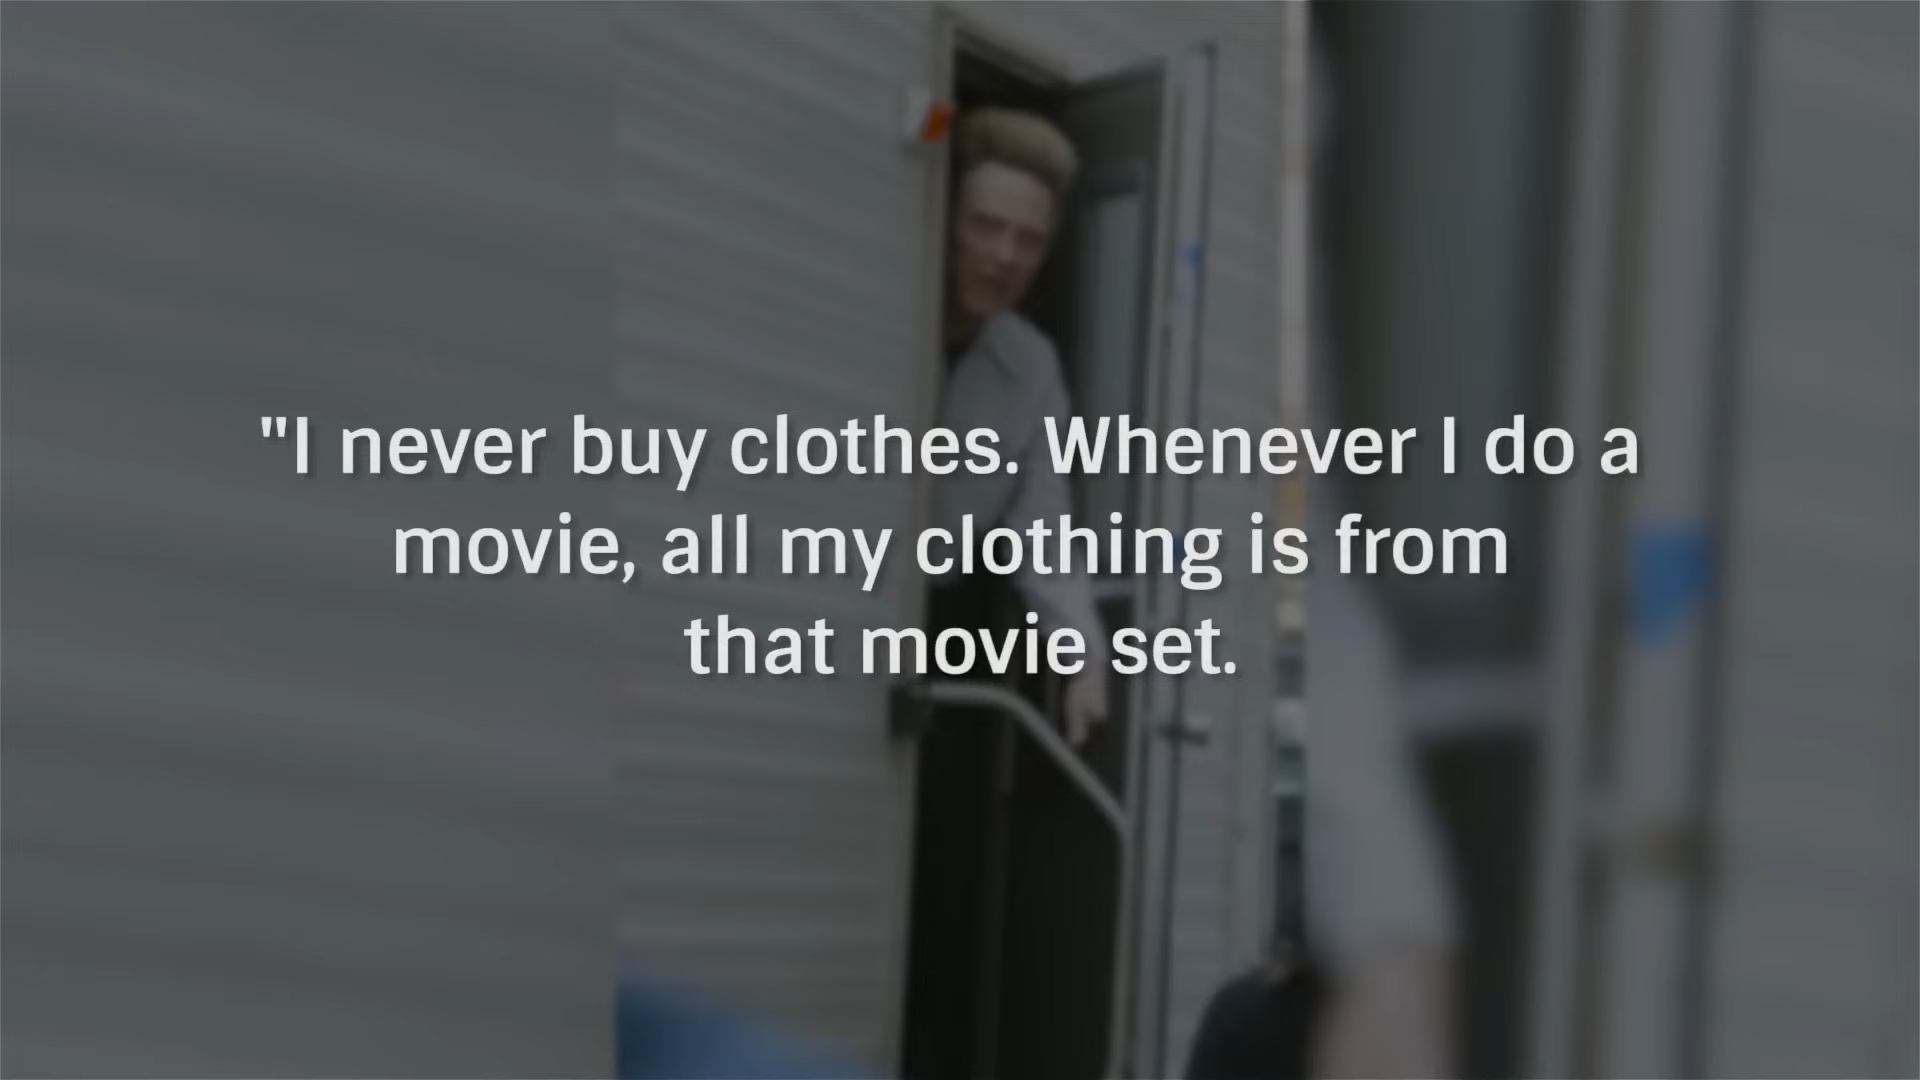 "I never buy clothes. Whenever I do a
movie, all my clothing is from
that movie set.